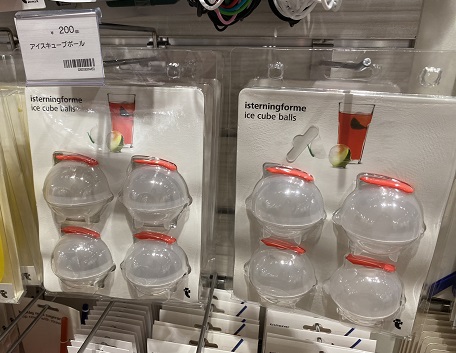 ¥ 200
アイスキューブボール
isterningforme
ice cube balls
isterningforme
ice cube balls